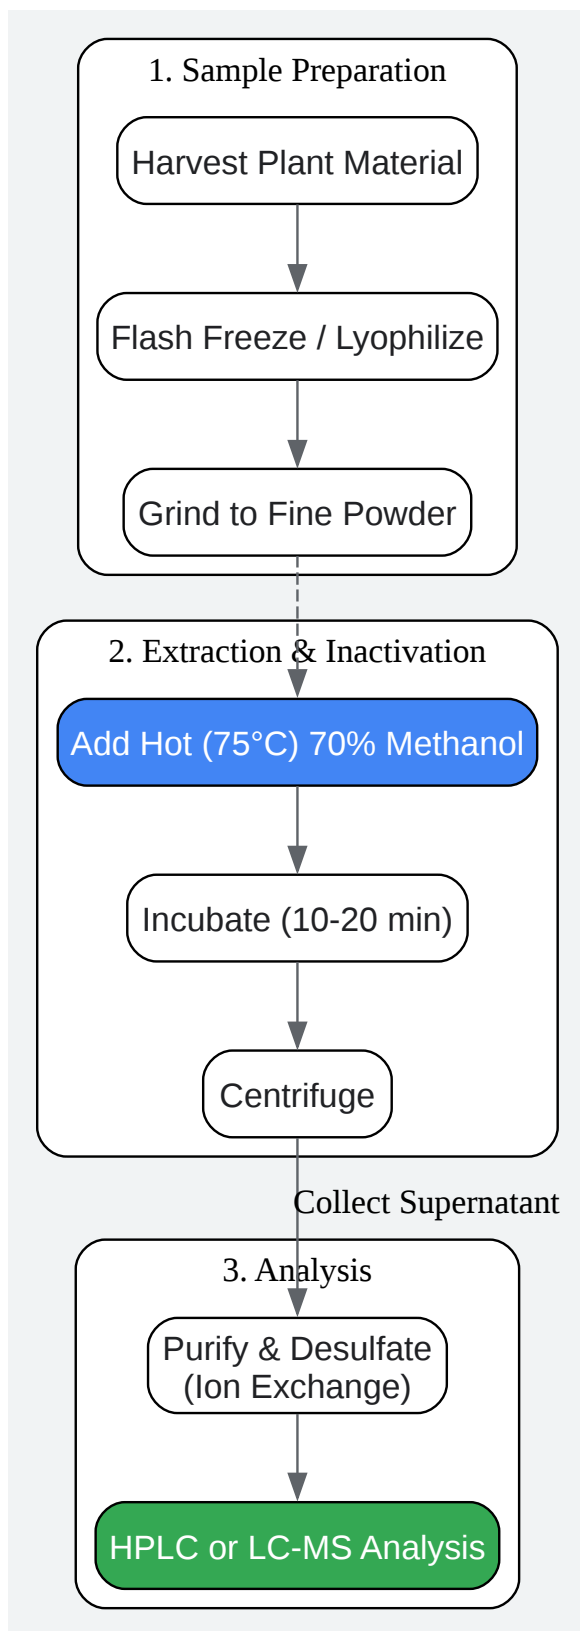 1. Sample Preparation
Harvest Plant Material
Flash Freeze / Lyophilize
Grind to Fine Powder
2. Extraction & Inactivation
Add Hot (75°C) 70% Methanol
Incubate (10-20 min)
Centrifuge
Collect Supernatant
3. Analysis
Purify & Desulfate
(Ion Exchange)
HPLC or LC-MS Analysis